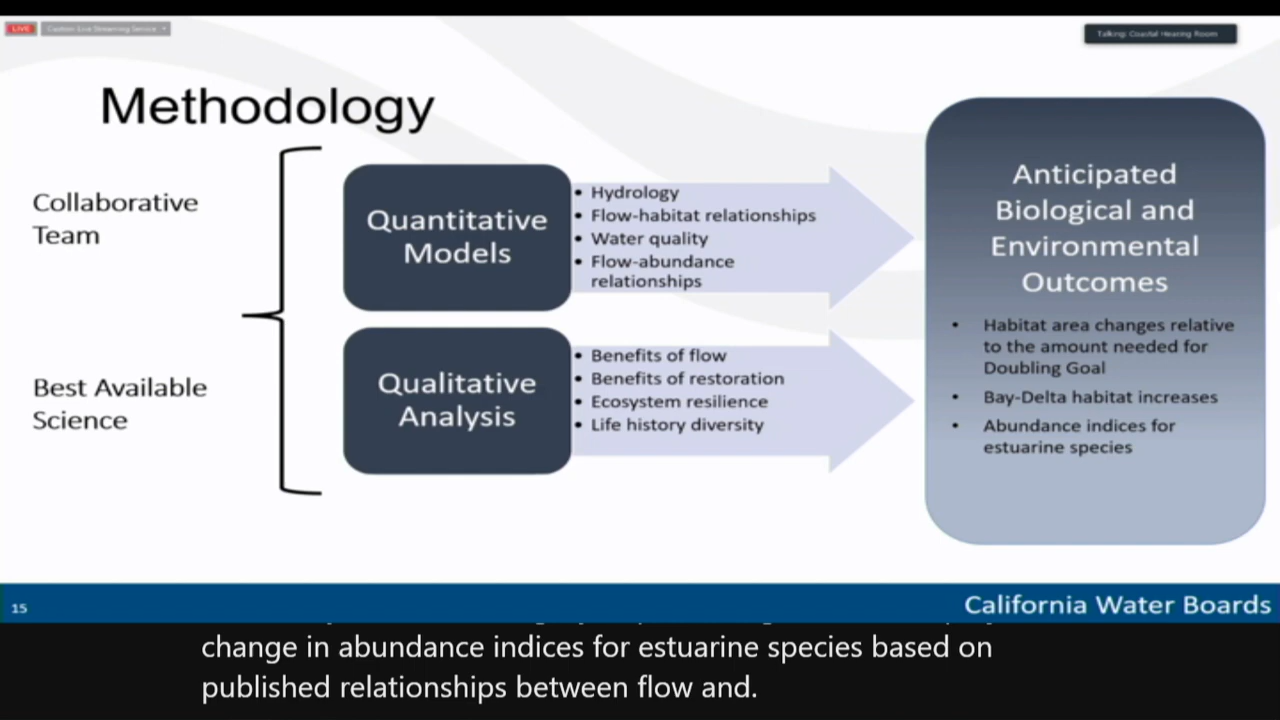 LIVE
Custom Live Streaming Service
Talking: Coastal Hearing Room
Methodology
Collaborative
Team
Best Available
Science
Quantitative
Models
• Hydrology
• Flow-habitat relationships
• Water quality
• Flow-abundance
relationships
Qualitative
Analysis
• Benefits of flow
• Benefits of restoration
• Ecosystem resilience
• Life history diversity
Anticipated
Biological and
Environmental
Outcomes
• Habitat area changes relative
to the amount needed for
Doubling Goal
• Bay-Delta habitat increases
• Abundance indices for
estuarine species
15
California Water Boards
change in abundance indices for estuarine species based on
published relationships between flow and.